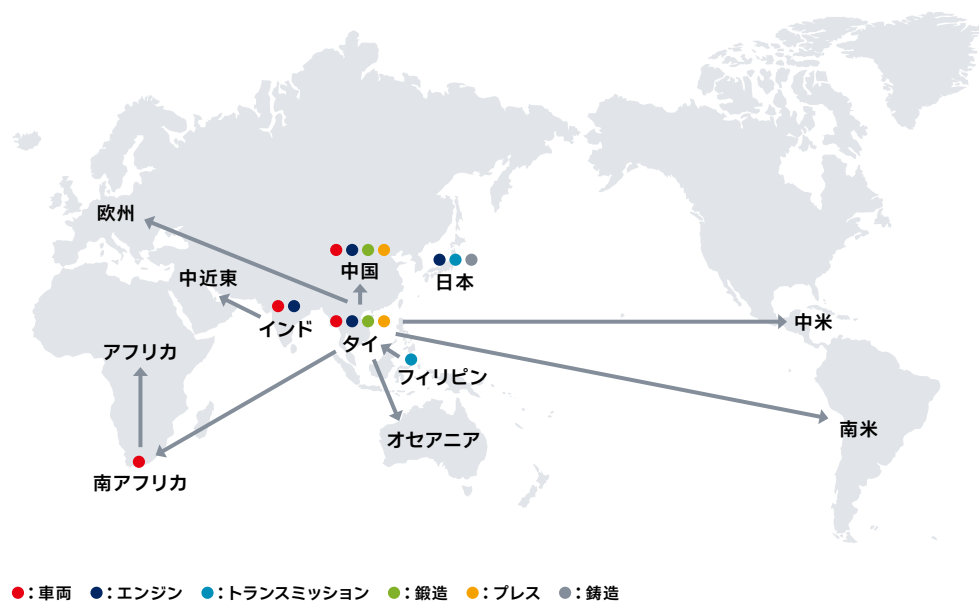 欧州
中国
中近東
日本
インド
中米
タイ
アフリカ
フィリピン
南米
オセアニア
南アフリカ
●：車両 ●：エンジン ●：トランスミッション ●：鍛造 ●：プレス ●：鋳造